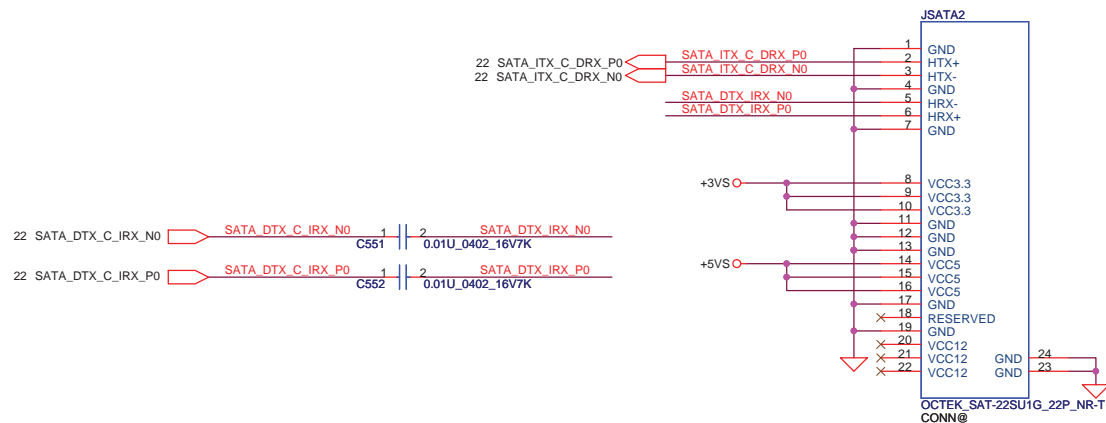 JSATA2
1 GND
22 SATA_ITX_C_DRX_P0 SATA_ITX_C_DRX_P0 2 HTX+
22 SATA_ITX_C_DRX_N0 SATA_ITX_C_DRX_N0 3 HTX-
4 GND
SATA_DTX_IRX_N0 5 HRX-
SATA_DTX_IRX_P0 6 HRX+
7 GND
+3VS 8 VCC3.3
9 VCC3.3
10 VCC3.3
11 GND
22 SATA_DTX_C_IRX_N0 SATA_DTX_C_IRX_N0 1 2 SATA_DTX_IRX_N0 12 GND
C551 0.01U_0402_16V7K 13 GND
+5VS 14 VCC5
22 SATA_DTX_C_IRX_P0 SATA_DTX_C_IRX_P0 1 2 SATA_DTX_IRX_P0 15 VCC5
C552 0.01U_0402_16V7K 16 VCC5
17 GND
18 RESERVED
19 GND
20 VCC12
21 VCC12 GND 24
22 VCC12 GND 23
OCTEK_SAT-22SU1G_22P_NR-T
CONN@